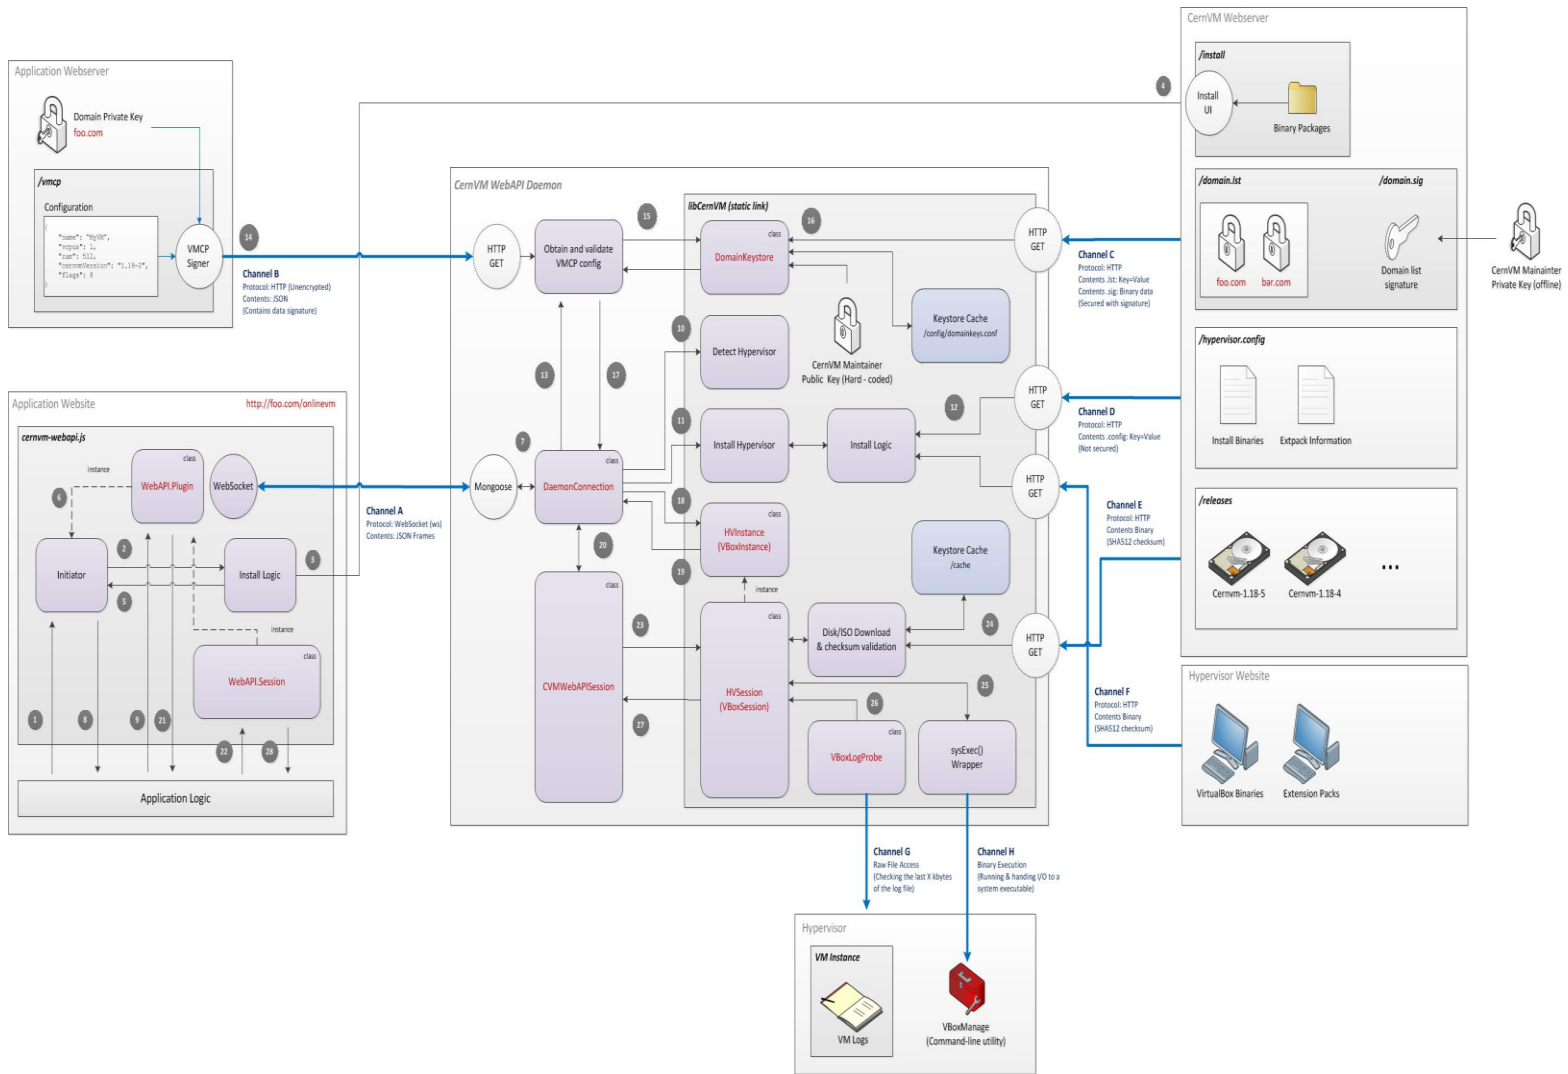 Application Webserver
Domain Private Key
foo.com
/vmcp
Configuration
{
"name": "MyVM",
"vcpus": 1,
"ram": 512,
"cernvmVersion": "1.18-2",
"flags": 8
}
VMCP
Signer
14
Channel B
Protocol: HTTP (Unencrypted)
Contents: JSON
(Contains data signature)
Application Website
http://foo.com/onlinevm
cernvm-webapi.js
instance
class
WebAPI.Plugin
WebSocket
6
2
3
Initiator
Install Logic
5
instance
class
WebAPI.Session
1
8
9
21
22
28
Application Logic
Channel A
Protocol: WebSocket (ws)
Contents: JSON Frames
CernVM WebAPI Daemon
HTTP
GET
Obtain and validate
VMCP config
15
13
17
7
Mongoose
class
DaemonConnection
20
class
CVMWebAPISession
libCernVM (static link)
16
class
DomainKeystore
10
Detect Hypervisor
CernVM Maintainer
Public Key (Hard - coded)
Keystore Cache
/config/domainkeys.conf
11
Install Hypervisor
Install Logic
12
18
class
HVInstance
(VBoxInstance)
19
instance
Keystore Cache
/cache
23
class
HVSession
(VBoxSession)
27
Disk/ISO Download
& checksum validation
24
25
26
class
VBoxLogProbe
sysExec()
Wrapper
HTTP
GET
HTTP
GET
HTTP
GET
HTTP
GET
Channel C
Protocol: HTTP
Contents .lst: Key=Value
Contents .sig: Binary data
(Secured with signature)
Channel D
Protocol: HTTP
Contents .config: Key=Value
(Not secured)
Channel E
Protocol: HTTP
Contents Binary
(SHA512 checksum)
Channel F
Protocol: HTTP
Contents Binary
(SHA512 checksum)
Channel G
Raw File Access
(Checking the last X kbytes
of the log file)
Channel H
Binary Execution
(Running & handing I/O to a
system executable)
Hypervisor
VM Instance
VM Logs
VBoxManage
(Command-line utility)
CernVM Webserver
/install
4
Install
UI
Binary Packages
/domain.lst
/domain.sig
foo.com
bar.com
Domain list
signature
CernVM Mainainter
Private Key (offline)
/hypervisor.config
Install Binaries
Extpack Information
/releases
Cernvm-1.18-5
Cernvm-1.18-4
...
Hypervisor Website
VirtualBox Binaries
Extension Packs